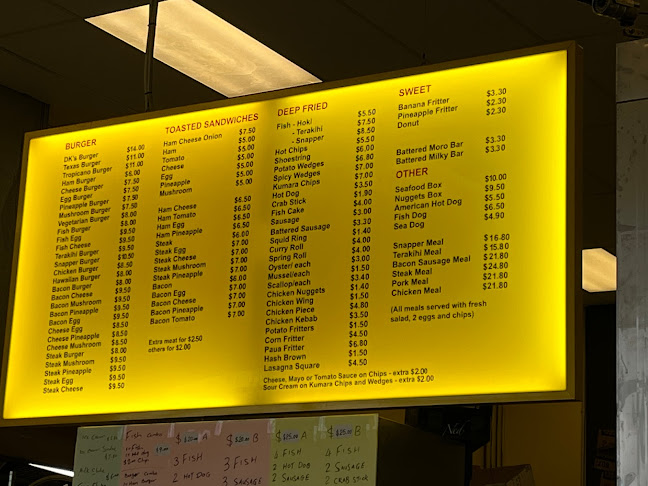 BURGER
DK's Burger $14.00
Texas Burger $11.00
Tropicano Burger $11.00
Ham Burger $6.00
Cheese Burger $7.50
Egg Burger $7.50
Pineapple Burger $7.50
Mushroom Burger $7.50
Vegetarian Burger $8.00
Fish Burger $8.00
Fish Egg $9.50
Fish Cheese $9.50
Terakihi Burger $9.50
Snapper Burger $10.50
Chicken Burger $8.50
Hawaiian Burger $8.50
Bacon Burger $8.00
Bacon Cheese $9.50
Bacon Mushroom $9.50
Bacon Pineapple $9.50
Bacon Egg $9.50
Cheese Egg $8.50
Cheese Pineapple $8.50
Cheese Mushroom $8.50
Steak Burger $8.00
Steak Mushroom $9.50
Steak Pineapple $9.50
Steak Egg $9.50
Steak Cheese $9.50
TOASTED SANDWICHES
Ham Cheese Onion $7.50
Ham $5.00
Tomato $5.00
Cheese $5.00
Egg $5.00
Pineapple $5.00
Mushroom $5.00
Ham Cheese $6.50
Ham Tomato $6.50
Ham Egg $6.50
Ham Pineapple $6.50
Steak $6.00
Steak Egg $7.00
Steak Cheese $7.00
Steak Mushroom $7.00
Steak Pineapple $7.00
Bacon $6.00
Bacon Egg $7.00
Bacon Cheese $7.00
Bacon Pineapple $7.00
Bacon Tomato $7.00
Extra meat for $2.50
others for $2.00
DEEP FRIED
Fish - Hoki $5.50
- Terakihi $7.50
- Snapper $8.50
Hot Chips $5.50
Shoestring $6.00
Potato Wedges $6.80
Spicy Wedges $7.00
Kumara Chips $7.00
Hot Dog $3.50
Crab Stick $1.90
Fish Cake $4.00
Sausage $3.00
Battered Sausage $3.30
Squid Ring $1.40
Curry Roll $4.00
Spring Roll $4.00
Oyster/ each $3.00
Mussel/each $1.50
Scallop/each $3.40
Chicken Nuggets $1.40
Chicken Wing $1.50
Chicken Piece $4.80
Chicken Kebab $3.50
Potato Fritters $1.50
Corn Fritter $4.50
Paua Fritter $6.80
Hash Brown $1.50
Lasagna Square $4.50
Cheese, Mayo or Tomato Sauce on Chips - extra $2.00
Sour Cream on Kumara Chips and Wedges - extra $2.00
SWEET
Banana Fritter $3.30
Pineapple Fritter $2.30
Donut $2.30
Battered Moro Bar $3.30
Battered Milky Bar $3.30
OTHER
Seafood Box $10.00
Nuggets Box $9.50
American Hot Dog $5.50
Fish Dog $6.50
Sea Dog $4.90
Snapper Meal $16.80
Terakihi Meal $15.80
Bacon Sausage Meal $21.80
Steak Meal $24.80
Pork Meal $21.80
Chicken Meal $21.80
(All meals served with fresh
salad, 2 eggs and chips)
$20.00 A
3 FISH
2 HOT DOG
$20.00 B
3 FISH
3 SAUSAGE
$25.00 A
4 FISH
2 HOT DOG
2 SAUSAGE
$25.00 B
4 FISH
2 SAUSAGE
2 CRAB STICK